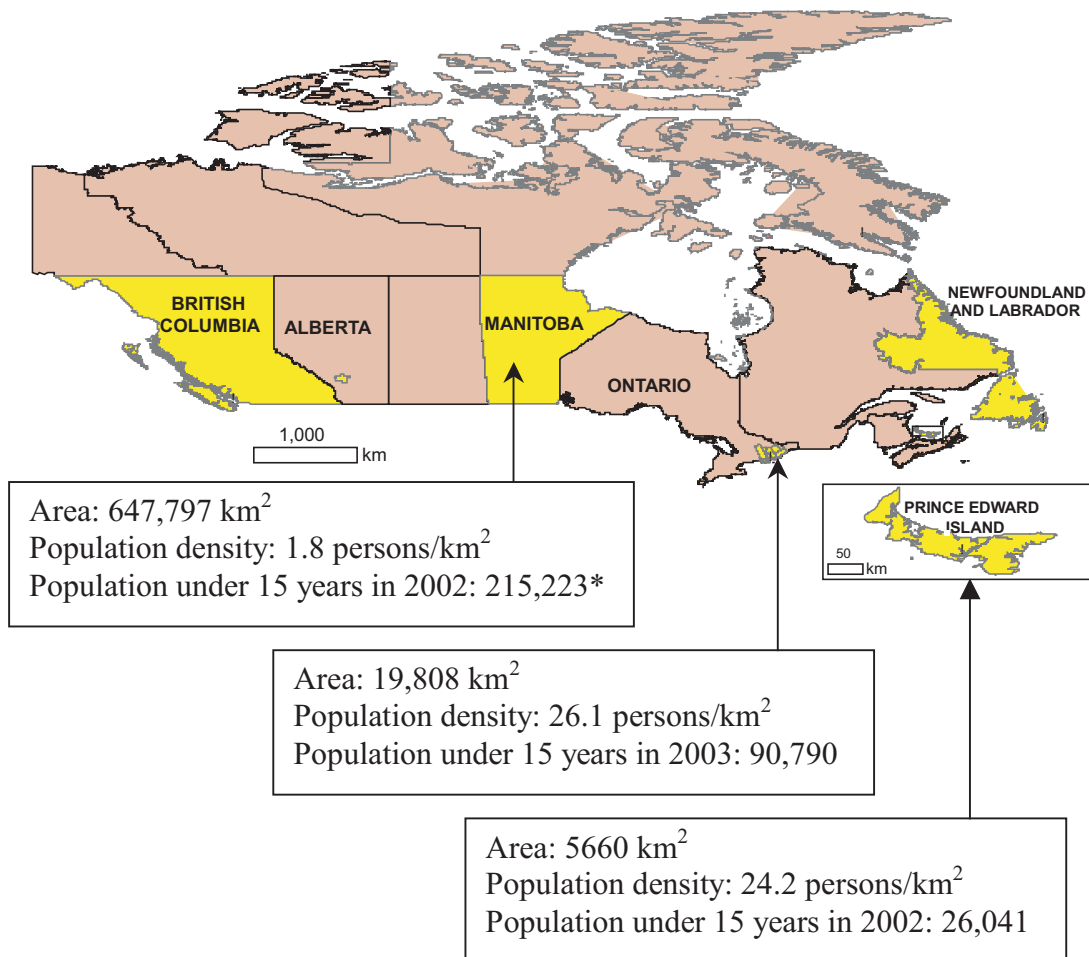 BRITISH
COLUMBIA
ALBERTA
MANITOBA
ONTARIO
NEWFOUNDLAND
AND LABRADOR
1,000
km
PRINCE EDWARD
ISLAND
50
km
Area: 647,797 km²
Population density: 1.8 persons/km²
Population under 15 years in 2002: 215,223*
Area: 19,808 km²
Population density: 26.1 persons/km²
Population under 15 years in 2003: 90,790
Area: 5660 km²
Population density: 24.2 persons/km²
Population under 15 years in 2002: 26,041